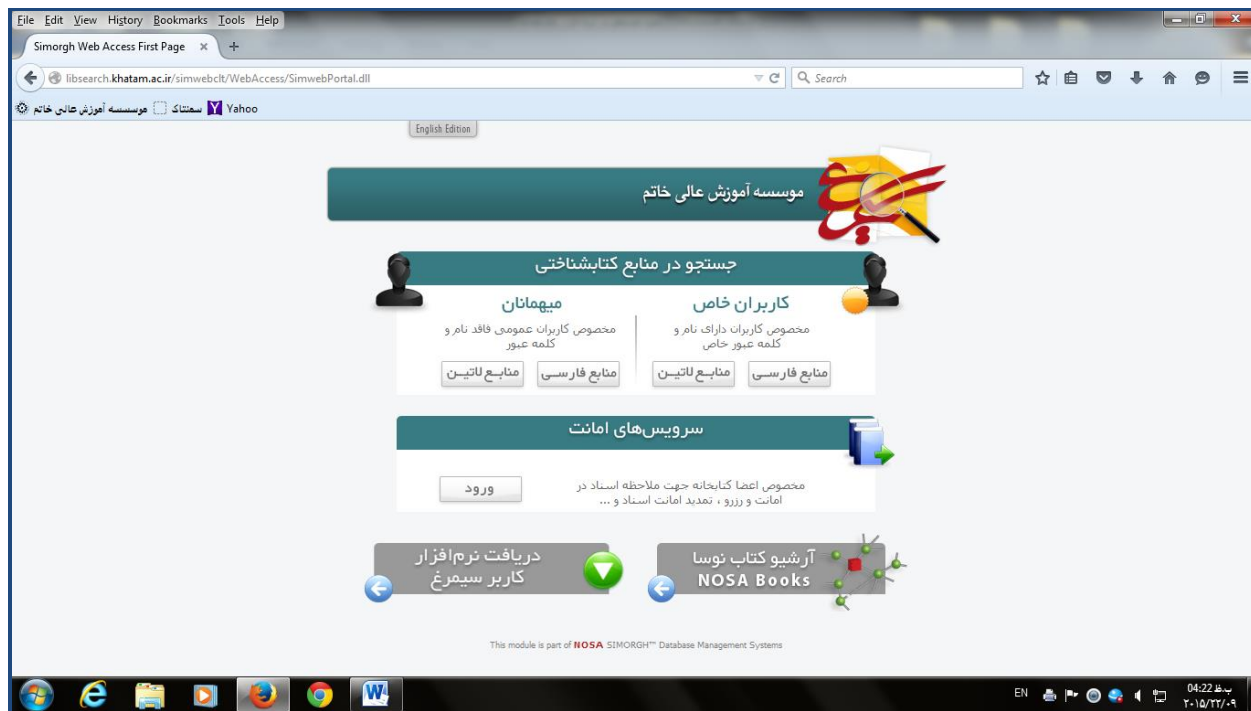 File Edit View History Bookmarks Tools Help
Simorgh Web Access First Page
libsearch.khatam.ac.ir/simwebclt/WebAccess/SimwebPortal.dll
Search
موسسه آموزش عالی خاتم سمنتاک Yahoo
English Edition
موسسه آموزش عالی خاتم
سیمرغ
جستجو در منابع کتابشناختی
کاربران خاص
مخصوص کاربران دارای نام و
کلمه عبور خاص
منابع فارسی منابع لاتین
میهمانان
مخصوص کاربران عمومی فاقد نام و
کلمه عبور
منابع فارسی منابع لاتین
سرویس‌های امانت
مخصوص اعضا کتابخانه جهت ملاحظه اسناد در
امانت و رزرو ، تمدید امانت اسناد و ...
ورود
آرشیو کتاب نوسا
NOSA Books
دریافت نرم‌افزار
کاربر سیمرغ
This module is part of NOSA SIMORGH™ Database Management Systems
EN
04:22 ب.ظ
۲۰۱۵/۲۲/۰۹